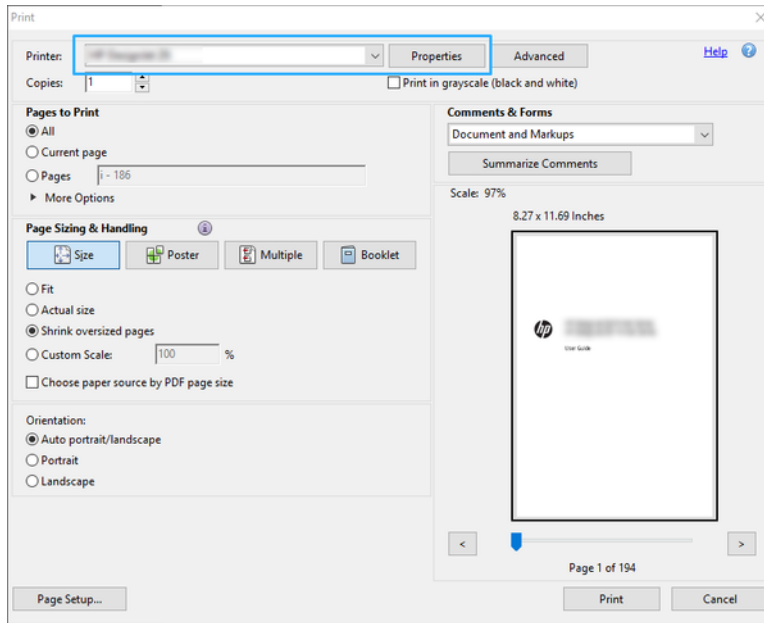 Print
Printer:
Properties
Advanced
Help
Copies: 1
Print in grayscale (black and white)
Pages to Print
All
Current page
Pages i - 186
More Options
Page Sizing & Handling
Size Poster Multiple Booklet
Fit
Actual size
Shrink oversized pages
Custom Scale: 100 %
Choose paper source by PDF page size
Orientation:
Auto portrait/landscape
Portrait
Landscape
Comments & Forms
Document and Markups
Summarize Comments
Scale: 97%
8.27 x 11.69 Inches
hp
User Guide
< >
Page 1 of 194
Page Setup...
Print
Cancel